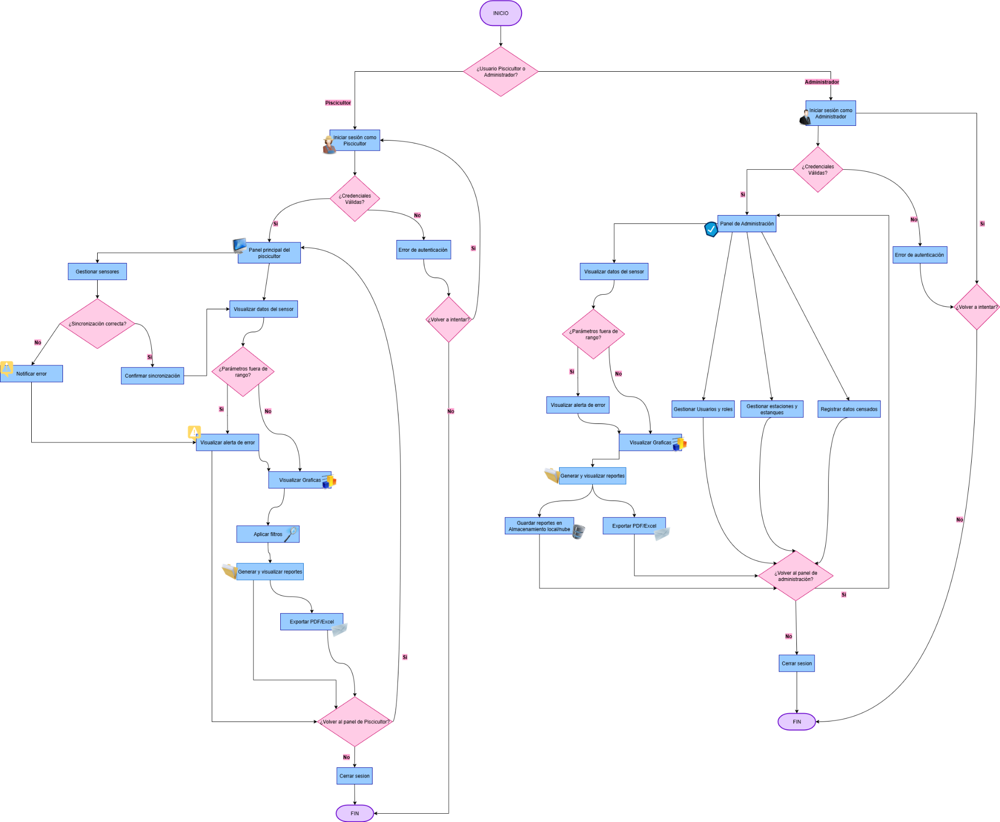 INICIO
¿Usuario Piscicultor o
Administrador?
Piscicultor
Administrador
Iniciar sesión como
Piscicultor
¿Credenciales
Válidas?
Si
No
Panel principal del
piscicultor
Error de autenticación
Si
Gestionar sensores
¿Sincronización correcta?
No
Si
Notificar error
Confirmar sincronización
Visualizar datos del sensor
¿Volver a intentar?
No
¿Parámetros fuera de
rango?
Si
No
Visualizar alerta de error
Visualizar Graficas
Aplicar filtros
Generar y visualizar reportes
Exportar PDF/Excel
Si
¿Volver al panel de Piscicultor?
No
Cerrar sesion
FIN
Iniciar sesión como
Administrador
¿Credenciales
Válidas?
Si
No
Si
Panel de Administración
Error de autenticación
¿Volver a intentar?
Visualizar datos del sensor
¿Parámetros fuera de
rango?
Si
No
Visualizar alerta de error
Gestionar Usuarios y roles
Gestionar estaciones y
estanques
Registrar datos censados
Visualizar Graficas
Generar y visualizar reportes
Guardar reportes en
Almacenamiento local/nube
Exportar PDF/Excel
No
¿Volver al panel de
administración?
Si
No
Cerrar sesion
FIN